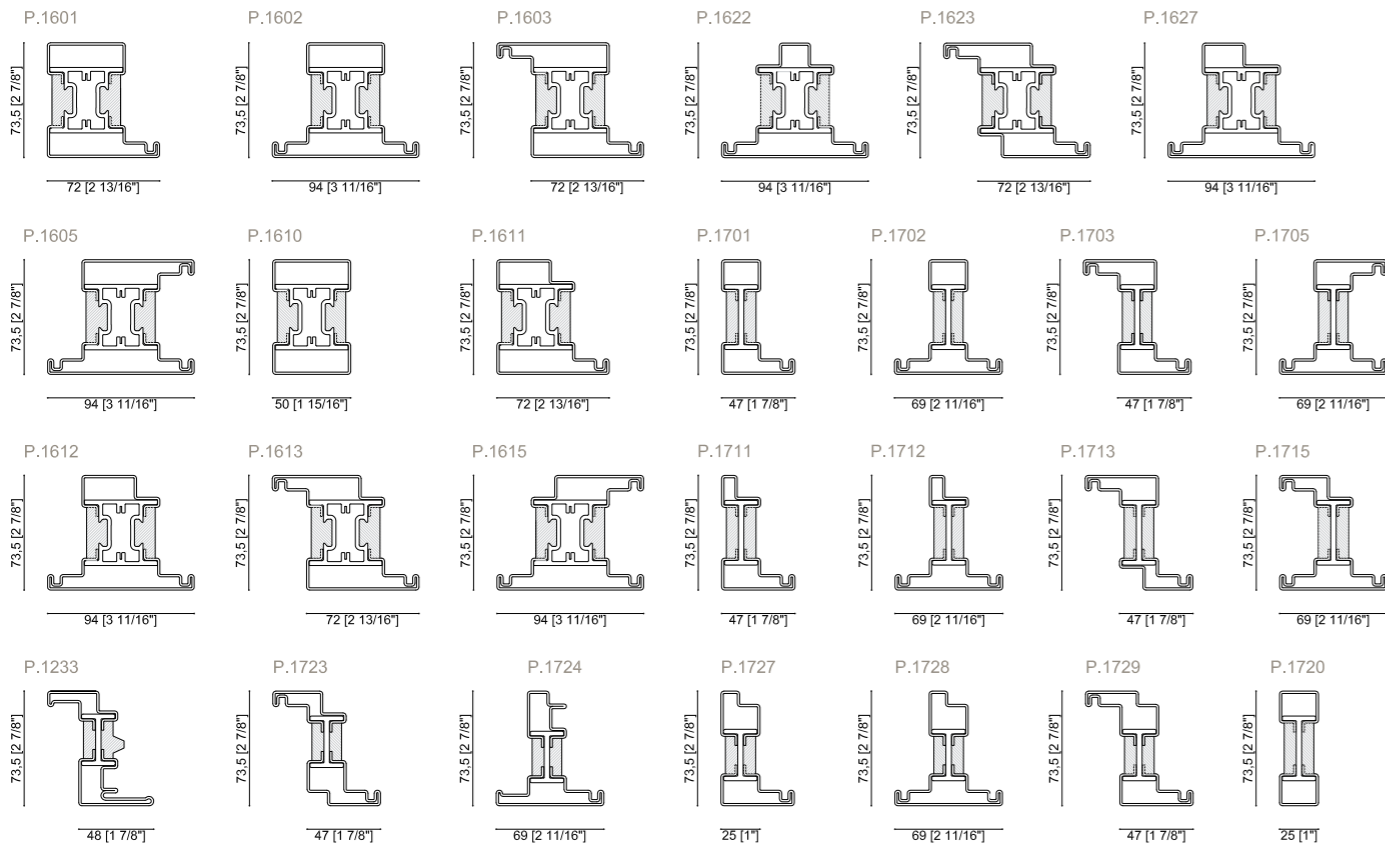 P.1601 P.1602 P.1603 P.1622 P.1623 P.1627
73,5 [2 7/8"] 73,5 [2 7/8"] 73,5 [2 7/8"] 73,5 [2 7/8"] 73,5 [2 7/8"] 73,5 [2 7/8"]
72 [2 13/16"] 94 [3 11/16"] 72 [2 13/16"] 94 [3 11/16"] 72 [2 13/16"] 94 [3 11/16"]
P.1605 P.1610 P.1611 P.1701 P.1702 P.1703 P.1705
73,5 [2 7/8"] 73,5 [2 7/8"] 73,5 [2 7/8"] 73,5 [2 7/8"] 73,5 [2 7/8"] 73,5 [2 7/8"] 73,5 [2 7/8"]
94 [3 11/16"] 50 [1 15/16"] 72 [2 13/16"] 47 [1 7/8"] 69 [2 11/16"] 47 [1 7/8"] 69 [2 11/16"]
P.1612 P.1613 P.1615 P.1711 P.1712 P.1713 P.1715
73,5 [2 7/8"] 73,5 [2 7/8"] 73,5 [2 7/8"] 73,5 [2 7/8"] 73,5 [2 7/8"] 73,5 [2 7/8"] 73,5 [2 7/8"]
94 [3 11/16"] 72 [2 13/16"] 94 [3 11/16"] 47 [1 7/8"] 69 [2 11/16"] 47 [1 7/8"] 69 [2 11/16"]
P.1233 P.1723 P.1724 P.1727 P.1728 P.1729 P.1720
73,5 [2 7/8"] 73,5 [2 7/8"] 73,5 [2 7/8"] 73,5 [2 7/8"] 73,5 [2 7/8"] 73,5 [2 7/8"] 73,5 [2 7/8"]
48 [1 7/8"] 47 [1 7/8"] 69 [2 11/16"] 25 [1"] 69 [2 11/16"] 47 [1 7/8"] 25 [1"]